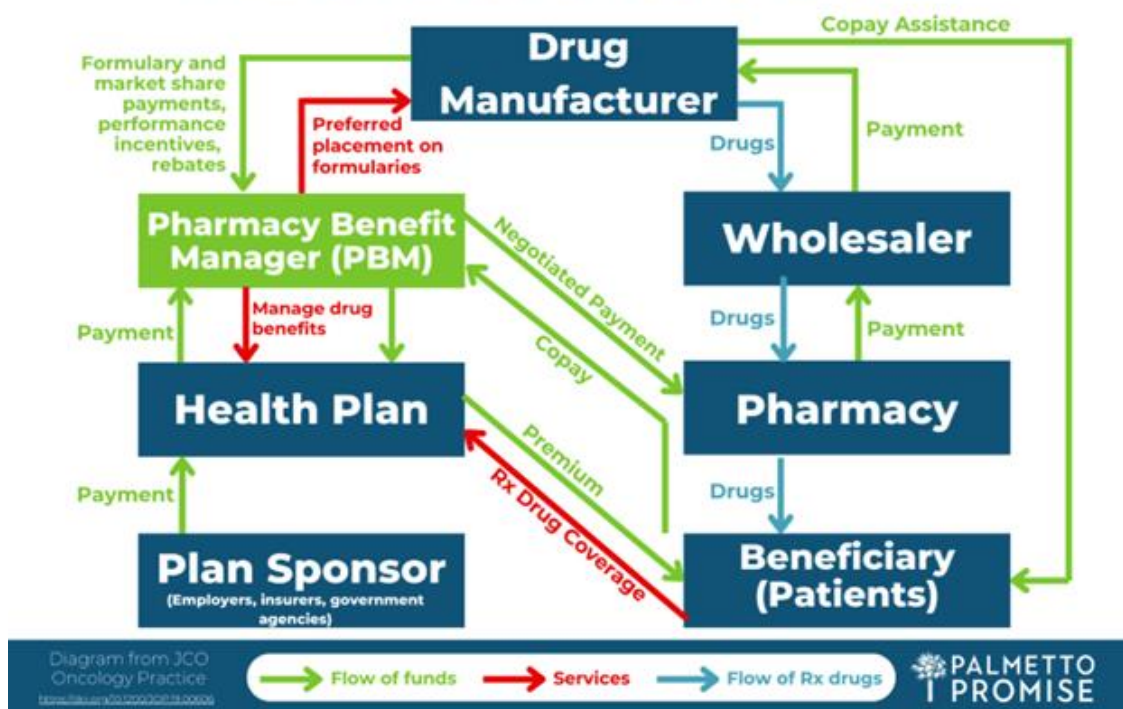 Copay Assistance
Drug
Manufacturer
Formulary and
market share
payments,
performance
incentives,
rebates
Preferred
placement on
formularies
Drugs
Payment
Pharmacy Benefit
Manager (PBM)
Negotiated Payment
Wholesaler
Payment
Manage drug
benefits
Copay
Drugs
Payment
Health Plan
Pharmacy
Premium
Rx Drug Coverage
Payment
Drugs
Plan Sponsor
(Employers, insurers, government
agencies)
Beneficiary
(Patients)
Diagram from JCO
Oncology Practice
Flow of funds
Services
Flow of Rx drugs
PALMETTO
PROMISE